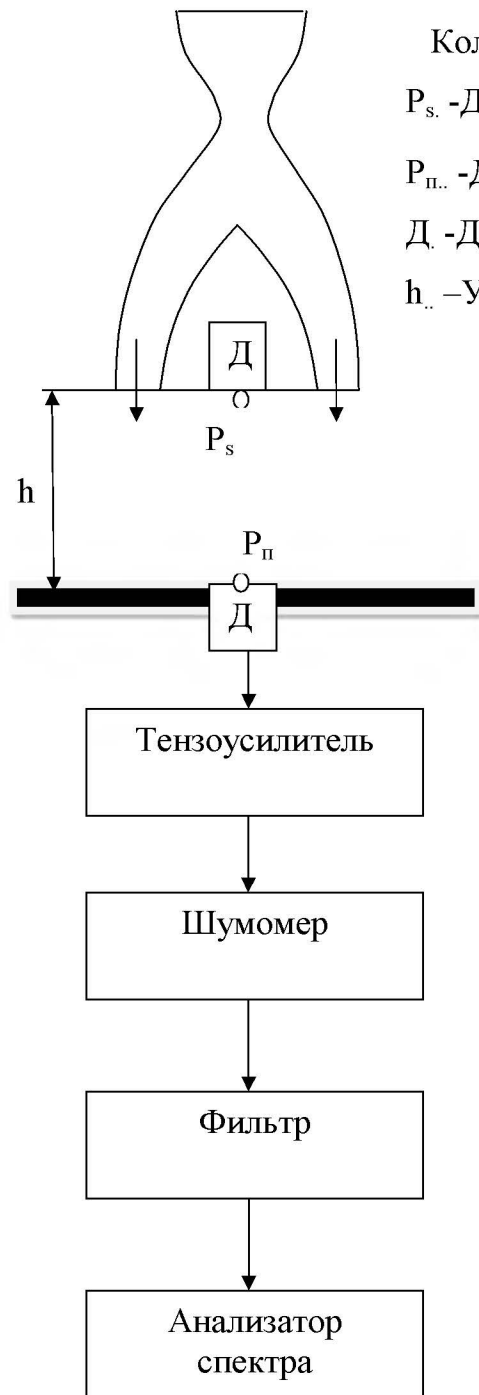 Кол
Ps. -Д
Pп.. -Д
Д. -Д
h.. –У
Д
Ps
h
Pп
Д
Тензоусилитель
Шумомер
Фильтр
Анализатор
спектра